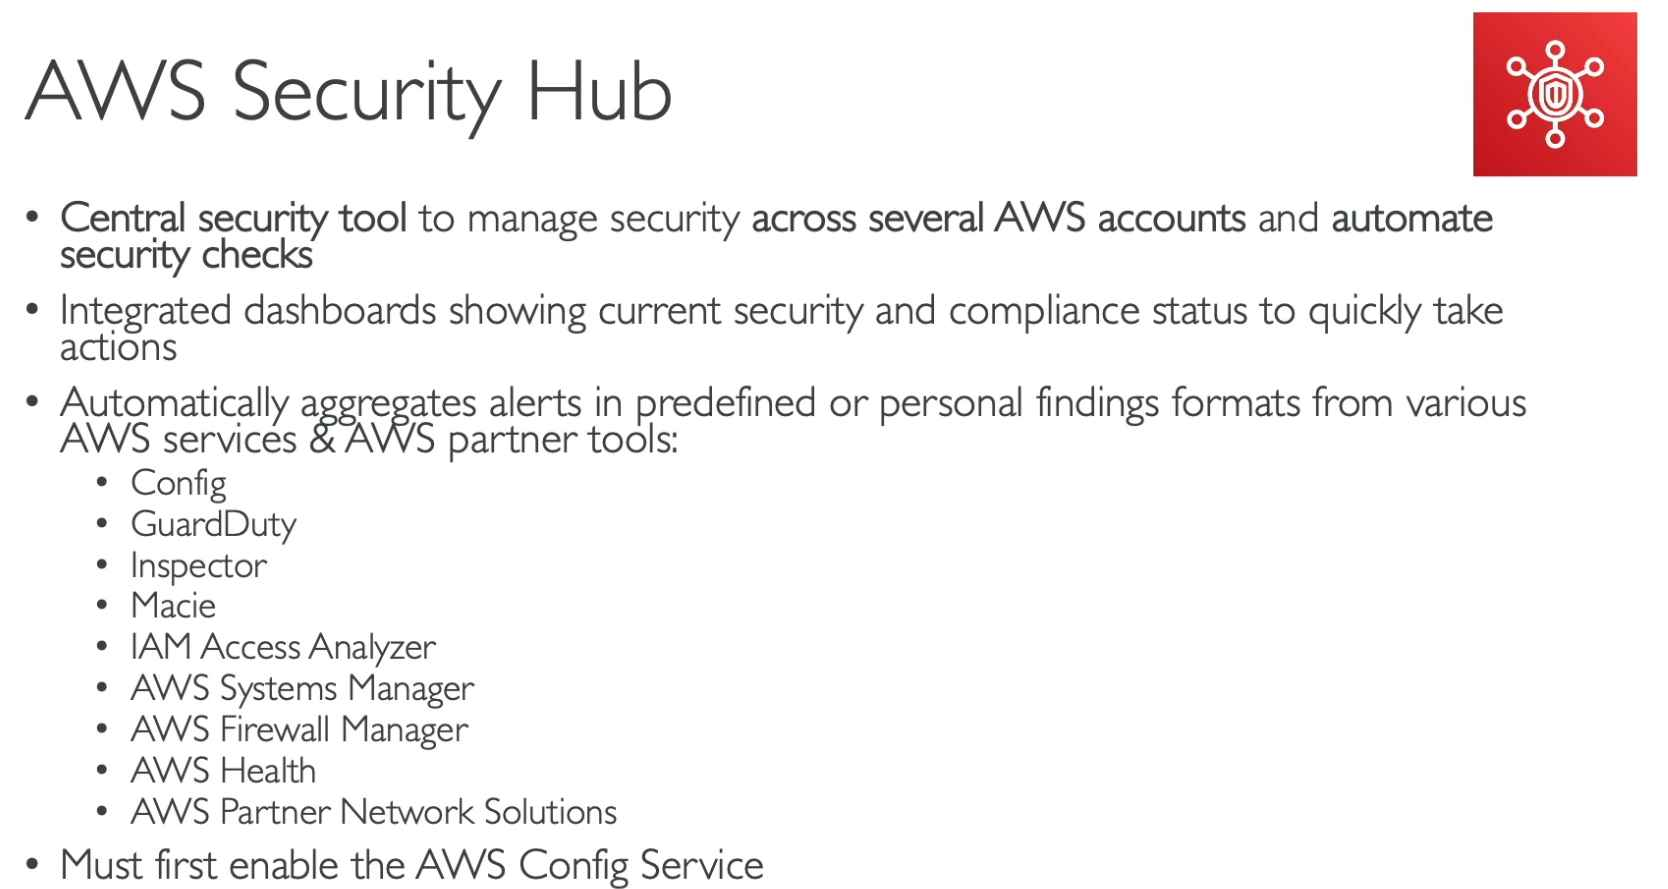 AWS Security Hub
• Central security tool to manage security across several AWS accounts and automate
security checks
• Integrated dashboards showing current security and compliance status to quickly take
actions
• Automatically aggregates alerts in predefined or personal findings formats from various
AWS services & AWS partner tools:
• Config
• GuardDuty
• Inspector
• Macie
• IAM Access Analyzer
• AWS Systems Manager
• AWS Firewall Manager
• AWS Health
• AWS Partner Network Solutions
• Must first enable the AWS Config Service